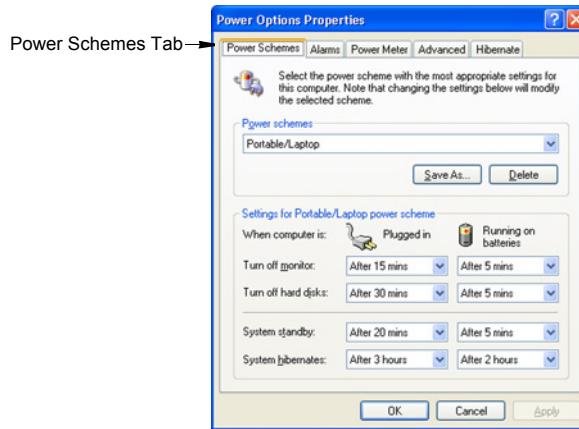 Power Options Properties
Power Schemes Tab
Power Schemes Alarms Power Meter Advanced Hibernate
Select the power scheme with the most appropriate settings for
this computer. Note that changing the settings below will modify
the selected scheme.
Power schemes
Portable/Laptop
Save As... Delete
Settings for Portable/Laptop power scheme
When computer is: Plugged in Running on
batteries
Turn off monitor: After 15 mins After 5 mins
Turn off hard disks: After 30 mins After 5 mins
System standby: After 20 mins After 5 mins
System hibernates: After 3 hours After 2 hours
OK Cancel Apply